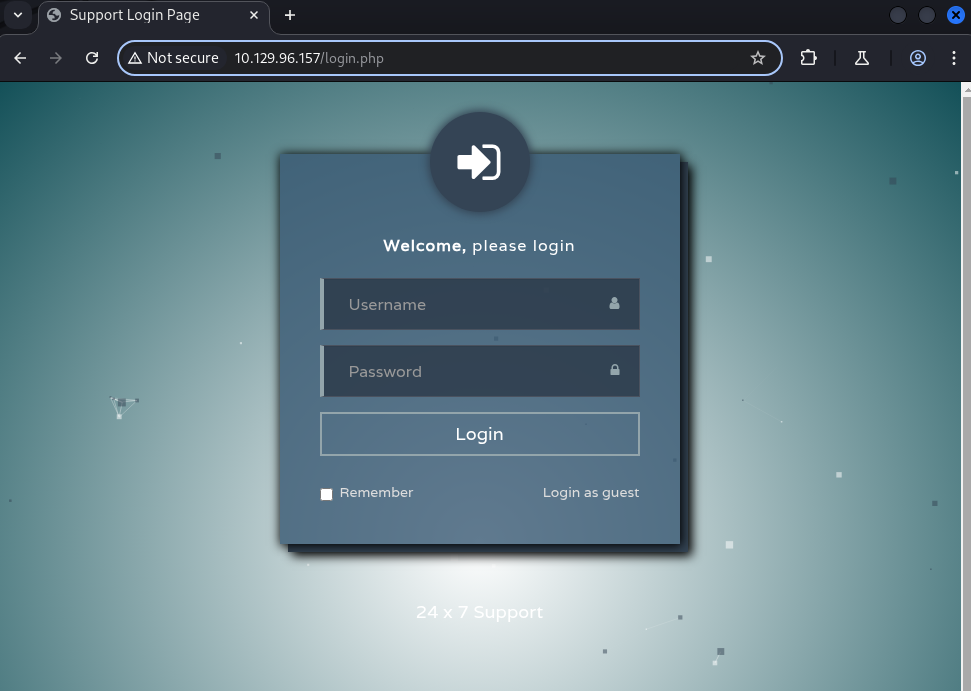 Support Login Page
Not secure 10.129.96.157/login.php
Welcome, please login
Username
Password
Login
Remember Login as guest
24 x 7 Support